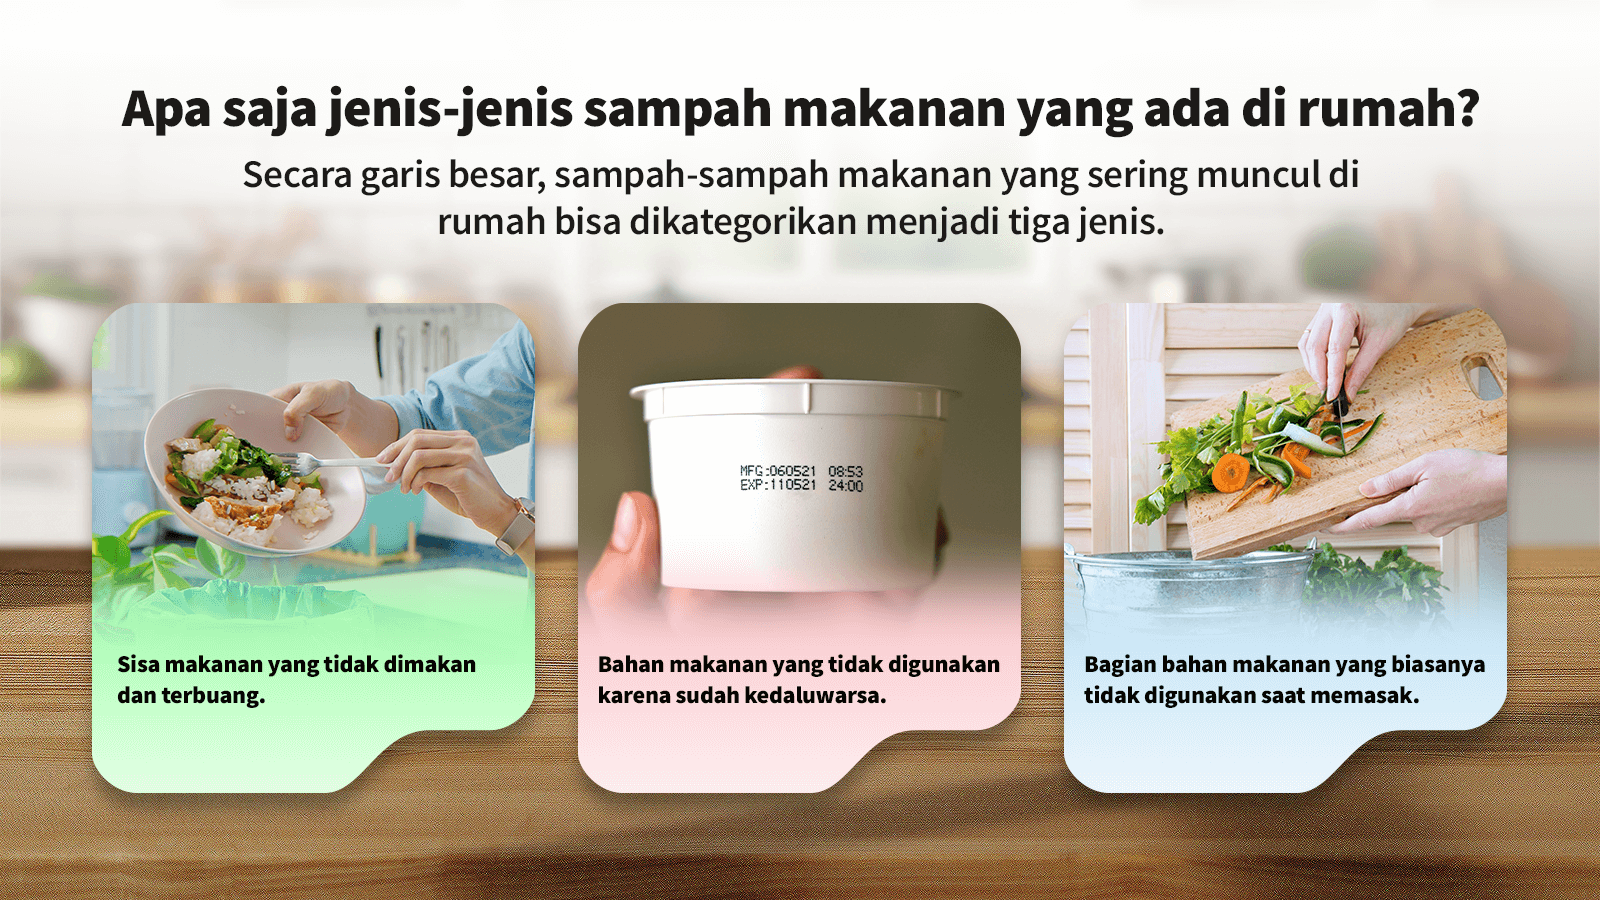 Apa saja jenis-jenis sampah makanan yang ada di rumah?
Secara garis besar, sampah-sampah makanan yang sering muncul di
rumah bisa dikategorikan menjadi tiga jenis.
MFG:060521 08:53
EXP:110521 24:00
Sisa makanan yang tidak dimakan
dan terbuang.
Bahan makanan yang tidak digunakan
karena sudah kedaluwarsa.
Bagian bahan makanan yang biasanya
tidak digunakan saat memasak.